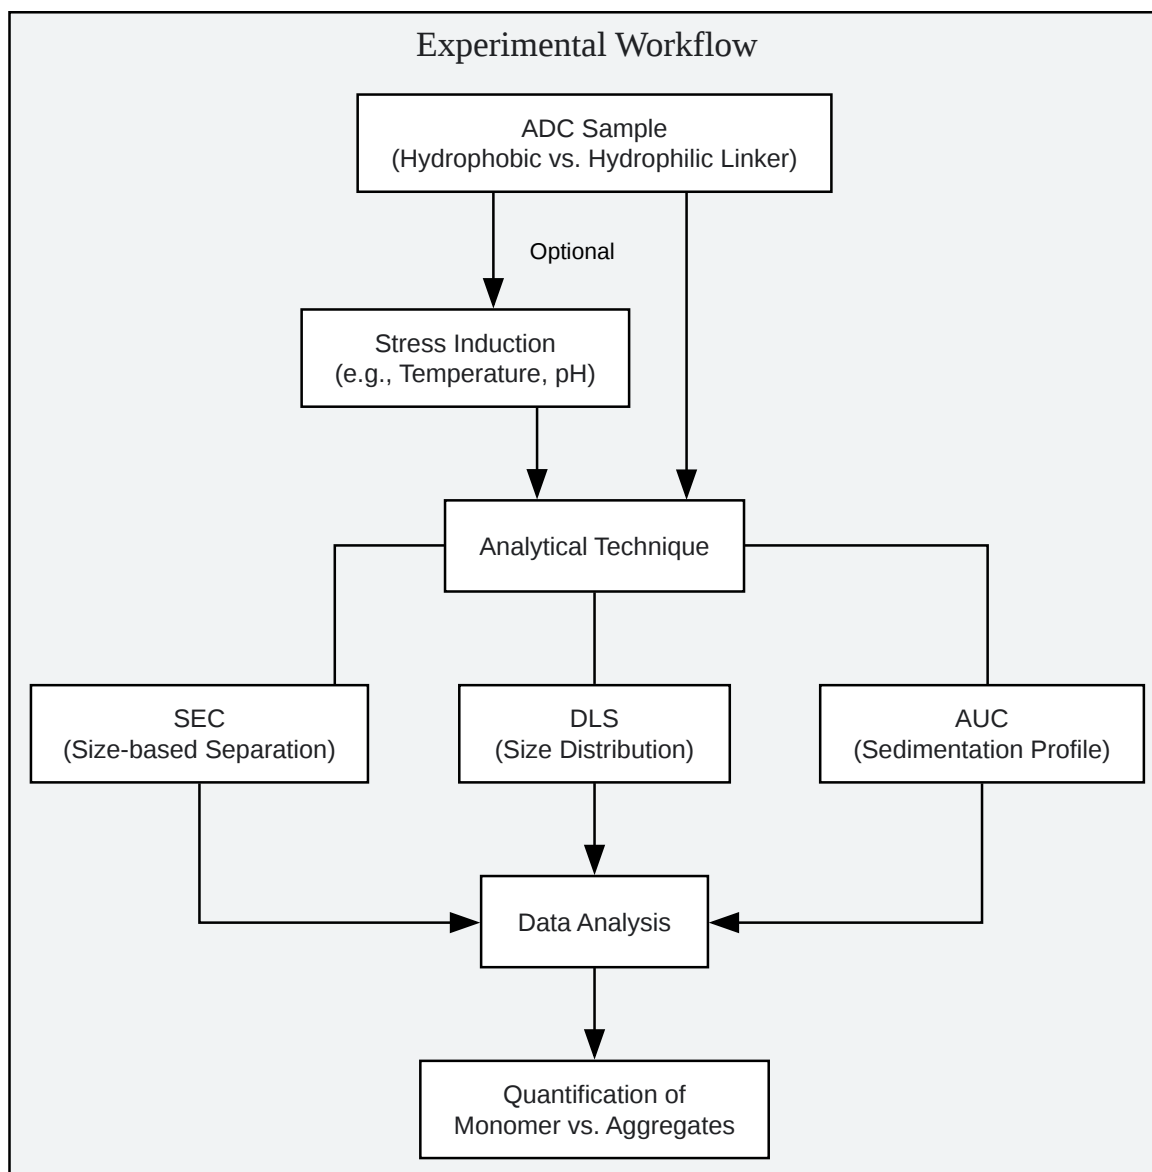 Experimental Workflow
ADC Sample
(Hydrophobic vs. Hydrophilic Linker)
Optional
Stress Induction
(e.g., Temperature, pH)
Analytical Technique
SEC
(Size-based Separation)
DLS
(Size Distribution)
AUC
(Sedimentation Profile)
Data Analysis
Quantification of
Monomer vs. Aggregates